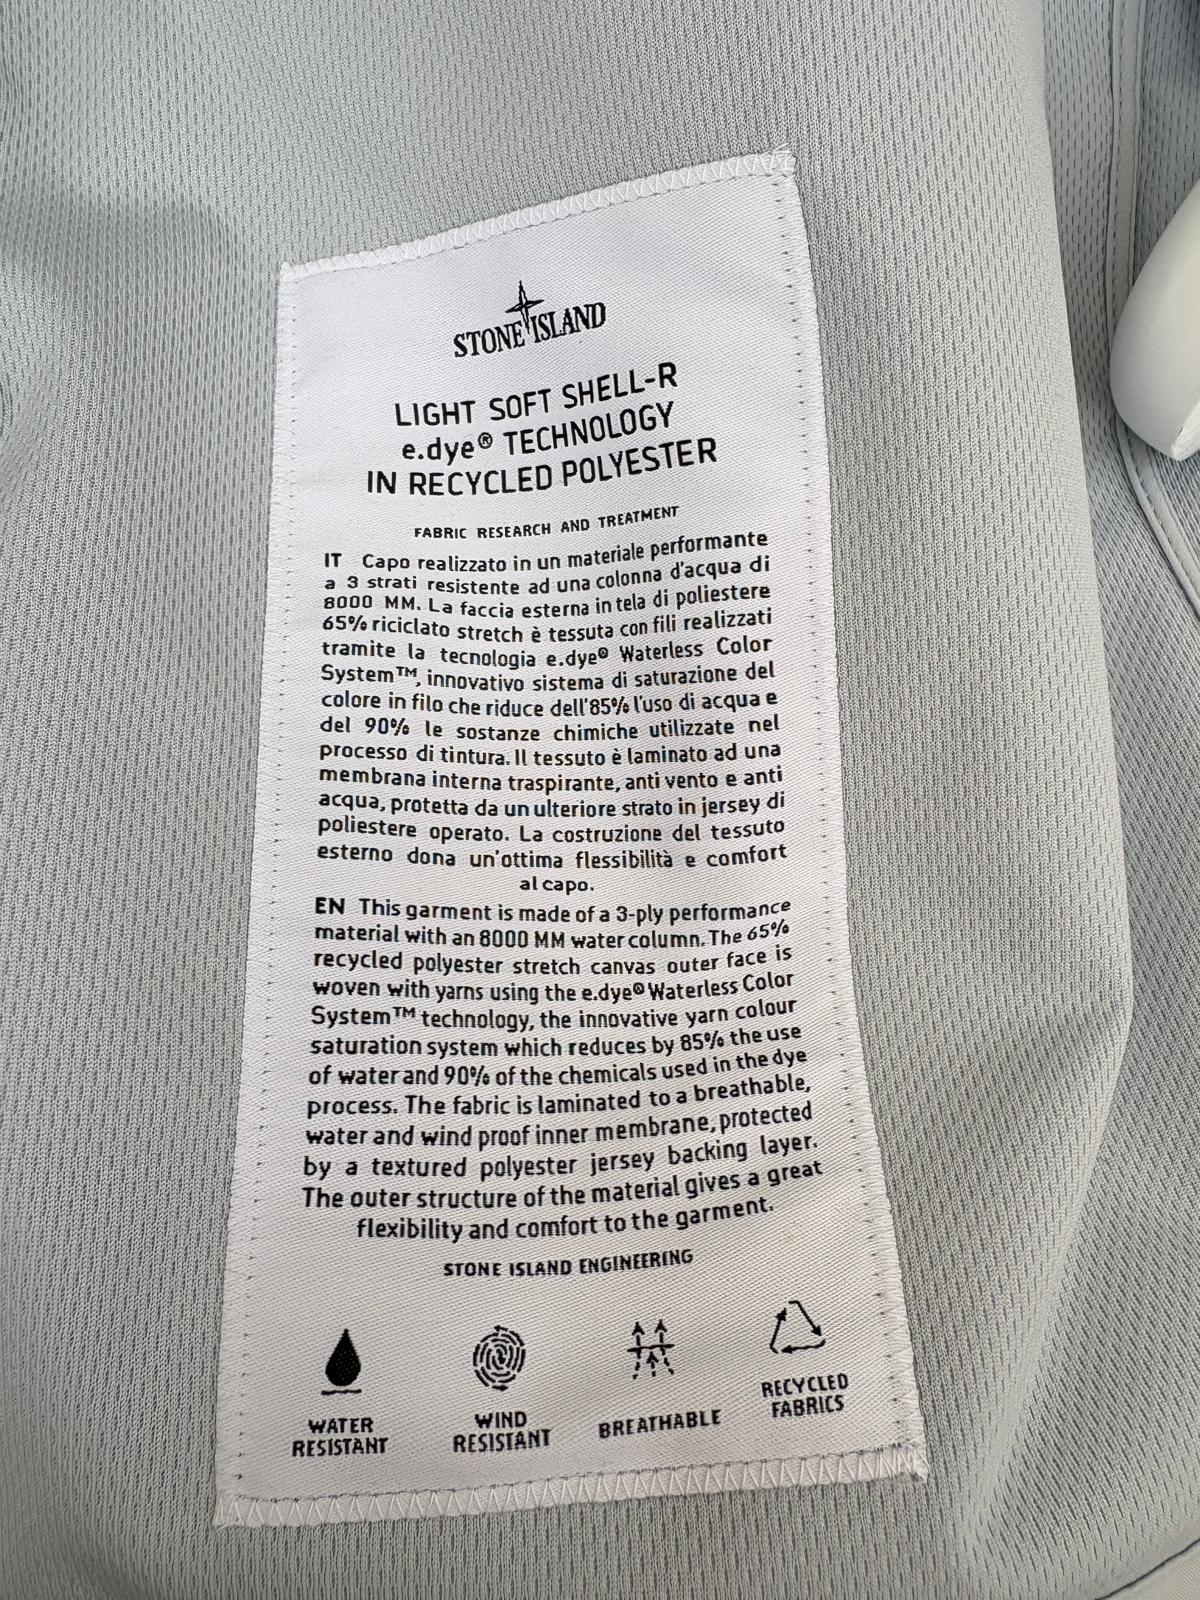 STONE ISLAND
LIGHT SOFT SHELL-R
e.dye® TECHNOLOGY
IN RECYCLED POLYESTER
FABRIC RESEARCH AND TREATMENT
IT Capo realizzato in un materiale performante
a 3 strati resistente ad una colonna d'acqua di
8000 MM. La faccia esterna in tela di poliestere
65% riciclato stretch è tessuta con fili realizzati
tramite la tecnologia e.dye® Waterless Color
System™, innovativo sistema di saturazione del
colore in filo che riduce dell'85% l'uso di acqua e
del 90% le sostanze chimiche utilizzate nel
processo di tintura. Il tessuto è laminato ad una
membrana interna traspirante, anti vento e anti
acqua, protetta da un ulteriore strato in jersey di
poliestere operato. La costruzione del tessuto
esterno dona un'ottima flessibilità e comfort
al capo.
EN This garment is made of a 3-ply performance
material with an 8000 MM water column. The 65%
recycled polyester stretch canvas outer face is
woven with yarns using the e.dye® Waterless Color
System™ technology, the innovative yarn colour
saturation system which reduces by 85% the use
of water and 90% of the chemicals used in the dye
process. The fabric is laminated to a breathable,
water and wind proof inner membrane, protected
by a textured polyester jersey backing layer.
The outer structure of the material gives a great
flexibility and comfort to the garment.
STONE ISLAND ENGINEERING
WATER
RESISTANT
WIND
RESISTANT
BREATHABLE
RECYCLED
FABRICS